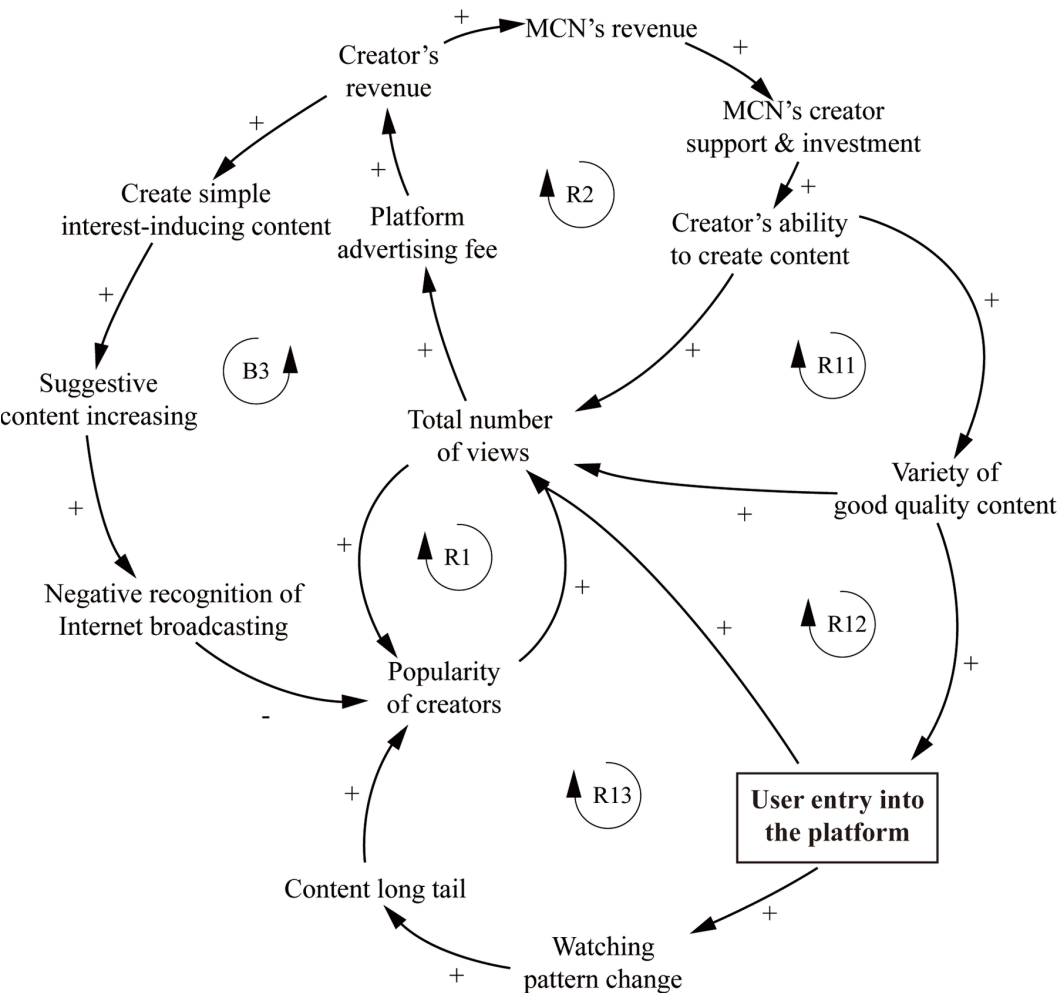 +
MCN's revenue
Creator's
revenue
+
+
MCN's creator
support & investment
+
+
R2
+
Create simple
interest-inducing content
Platform
advertising fee
Creator's ability
to create content
+
+
+
+
B3
R11
Suggestive
content increasing
Total number
of views
Variety of
good quality content
+
+
+
R1
+
Negative recognition of
Internet broadcasting
+
R12
+
Popularity
of creators
-
+
R13
User entry into
the platform
Content long tail
+
Watching
pattern change
+